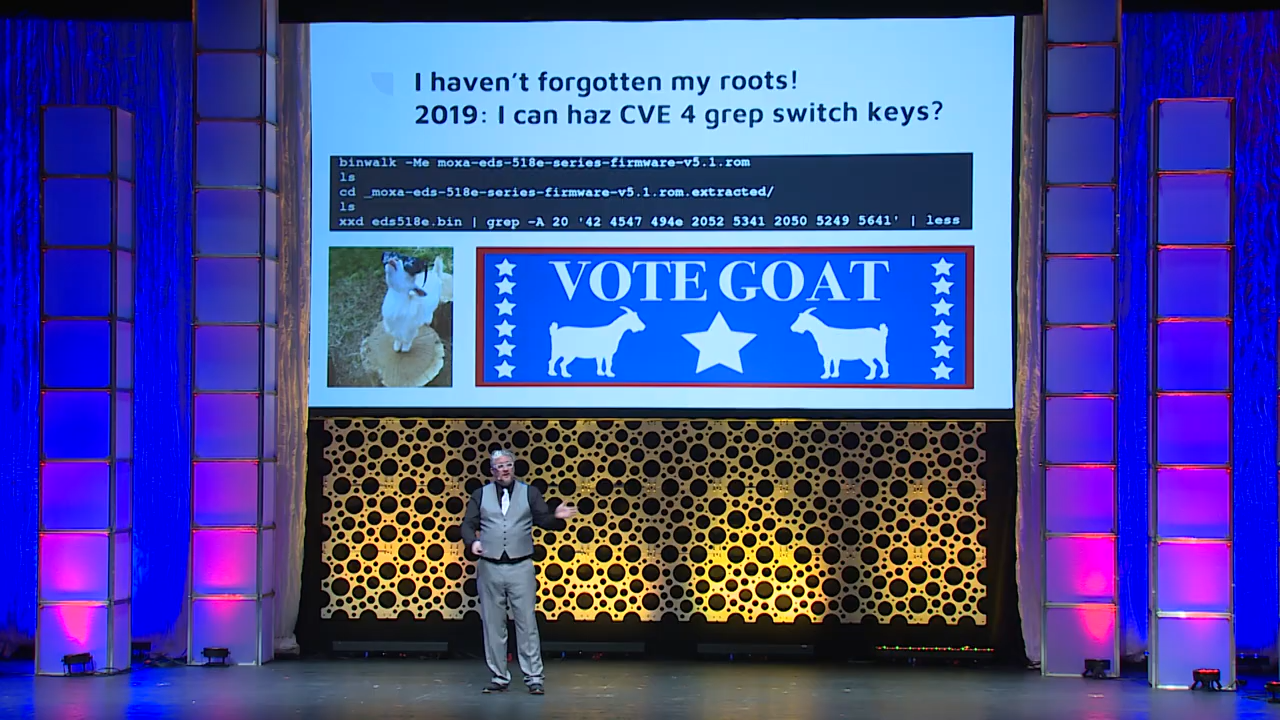 I haven't forgotten my roots!
2019: I can haz CVE 4 grep switch keys?
binwalk -Me moxa-eds-518e-series-firmware-v5.1.rom
ls
cd _moxa-eds-518e-series-firmware-v5.1.rom.extracted/
ls
xxd eds518e.bin | grep -A 20 '42 4547 494e 2052 5341 2050 5249 5641' | less
VOTE GOAT